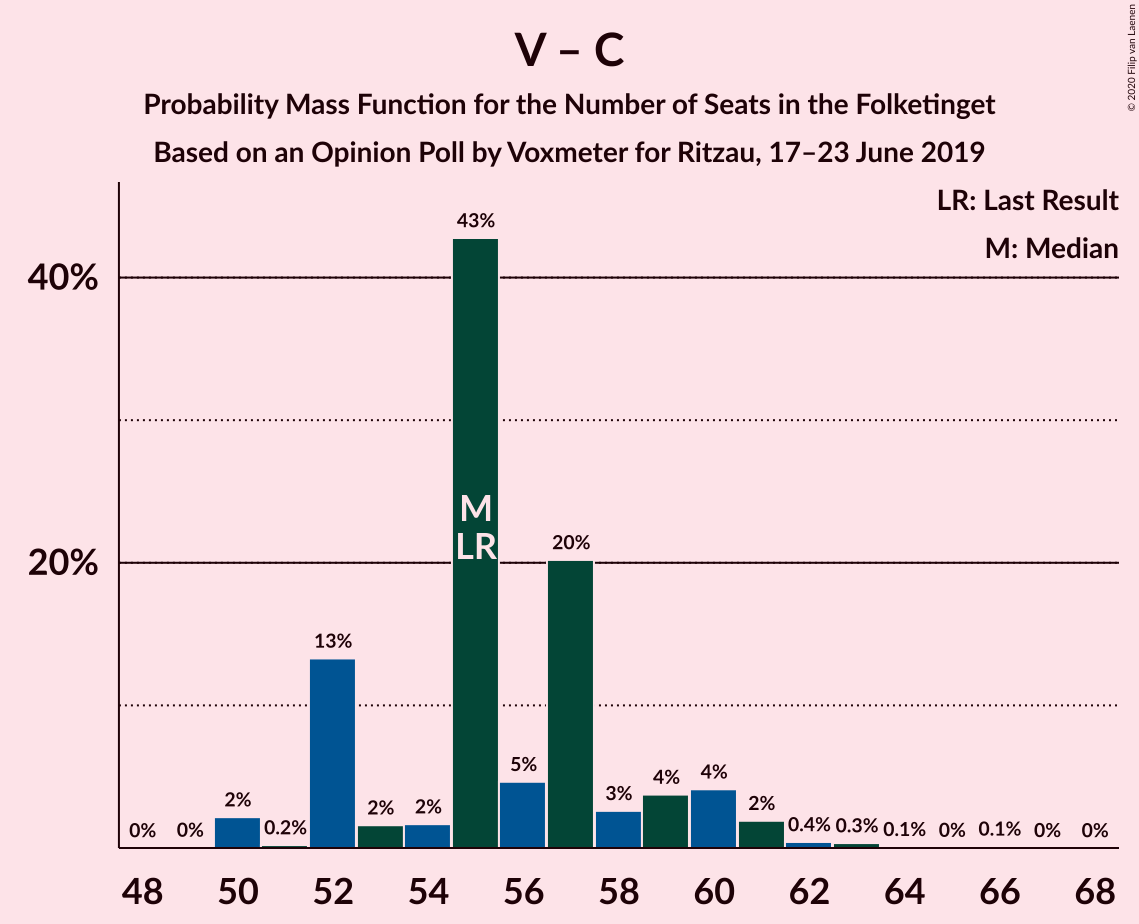 V – C
Probability Mass Function for the Number of Seats in the Folketinget
Based on an Opinion Poll by Voxmeter for Ritzau, 17–23 June 2019
© 2020 Filip van Laenen
LR: Last Result
M: Median
40%
20%
0%
0%
2%
0.2%
13%
2%
2%
43%
M
LR
5%
20%
3%
4%
4%
2%
0.4%
0.3%
0.1%
0%
0.1%
0%
0%
48 50 52 54 56 58 60 62 64 66 68